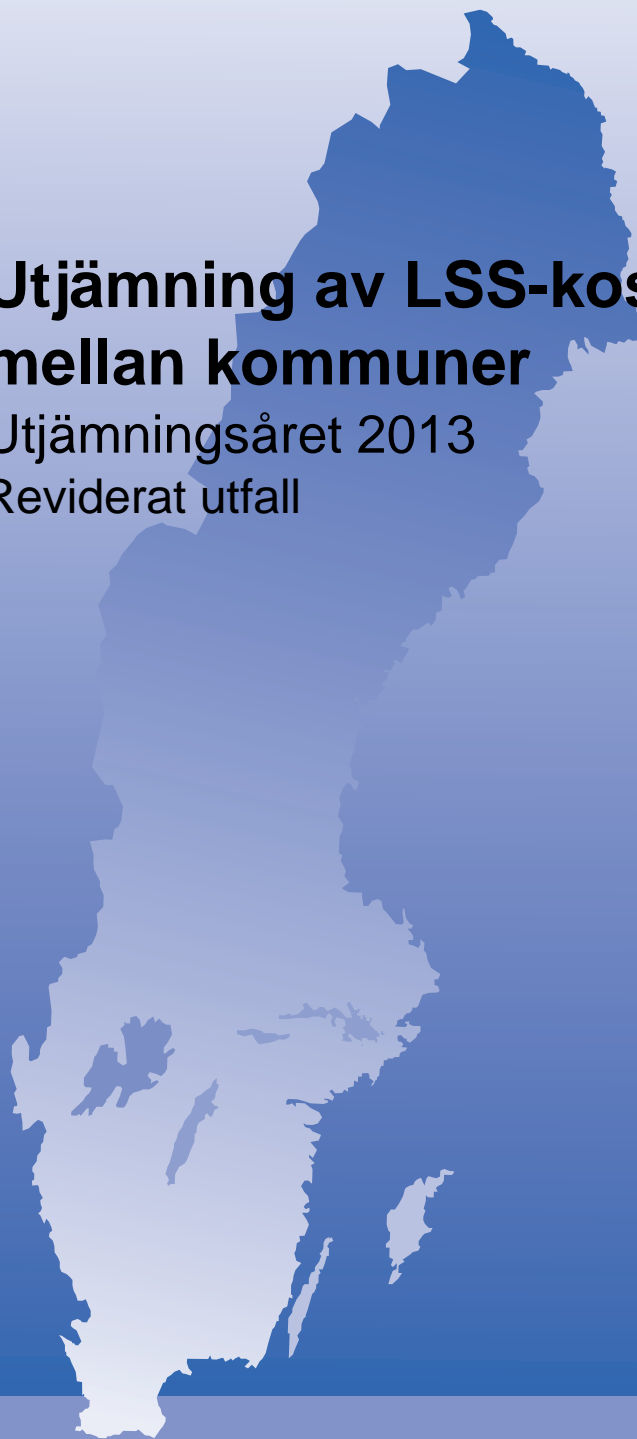 Utjämning av LSS-kos
mellan kommuner
Utjämningsåret 2013
Reviderat utfall